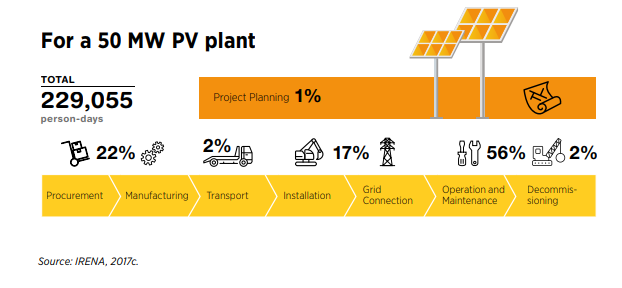 For a 50 MW PV plant
TOTAL
229,055
person-days
Project Planning 1%
22%
2%
17%
56%
2%
Procurement
Manufacturing
Transport
Installation
Grid
Connection
Operation and
Maintenance
Decommis-
sioning
Source: IRENA, 2017c.